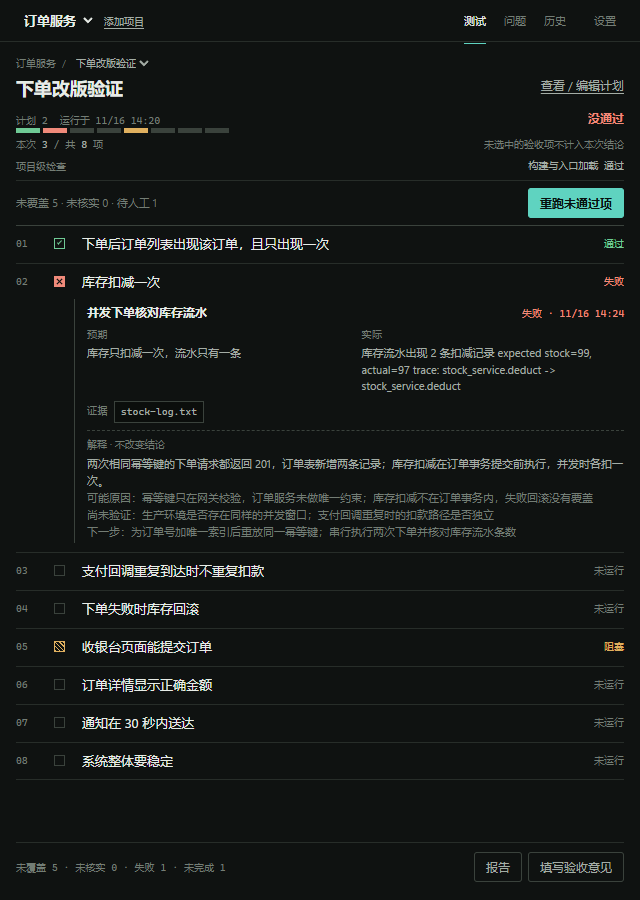 订单服务 添加项目 测试 问题 历史 设置
订单服务 / 下单改版验证
下单改版验证 查看 / 编辑计划
计划 2 运行于 11/16 14:20 没通过
本次 3 / 共 8 项 未选中的验收项不计入本次结论
项目级检查 构建与入口加载 通过
未覆盖 5 · 未核实 0 · 待人工 1 重跑未通过项
01 下单后订单列表出现该订单，且只出现一次 通过
02 库存扣减一次 失败
并发下单核对库存流水 失败 · 11/16 14:24
预期 实际
库存只扣减一次，流水只有一条 库存流水出现 2 条扣减记录 expected stock=99,
actual=97 trace: stock_service.deduct ->
stock_service.deduct
证据 stock-log.txt
解释 · 不改变结论
两次相同幂等键的下单请求都返回 201，订单表新增两条记录；库存扣减在订单事务提交前执行，并发时各扣一
次。
可能原因：幂等键只在网关校验，订单服务未做唯一约束；库存扣减不在订单事务内，失败回滚没有覆盖
尚未验证：生产环境是否存在同样的并发窗口；支付回调重复时的扣款路径是否独立
下一步：为订单号加唯一索引后重放同一幂等键；串行执行两次下单并核对库存流水条数
03 支付回调重复到达时不重复扣款 未运行
04 下单失败时库存回滚 未运行
05 收银台页面能提交订单 阻塞
06 订单详情显示正确金额 未运行
07 通知在 30 秒内送达 未运行
08 系统整体要稳定 未运行
未覆盖 5 · 未核实 0 · 失败 1 · 未完成 1 报告 填写验收意见